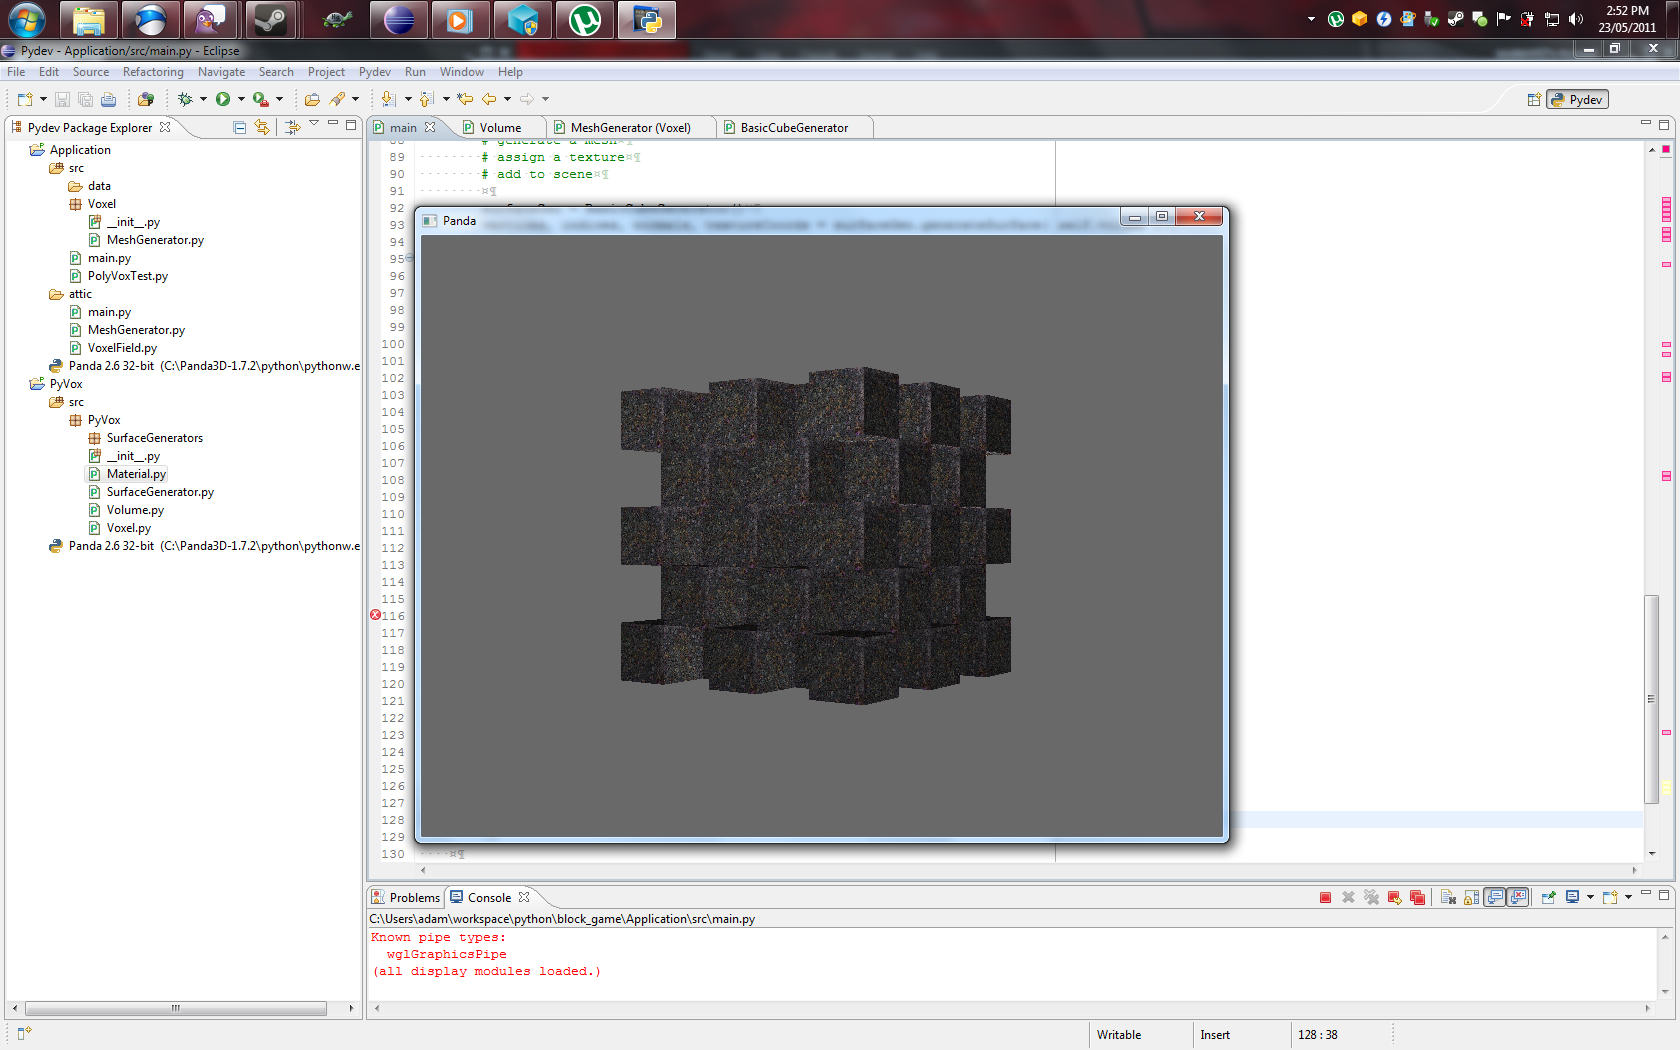 2:52 PM
23/05/2011
Pydev - Application/src/main.py - Eclipse
File Edit Source Refactoring Navigate Search Project Pydev Run Window Help
Pydev
Pydev Package Explorer
Application
src
data
Voxel
__init__.py
MeshGenerator.py
main.py
PolyVoxTest.py
attic
main.py
MeshGenerator.py
VoxelField.py
Panda 2.6 32-bit (C:\Panda3D-1.7.2\python\pythonw.e
PyVox
src
PyVox
SurfaceGenerators
__init__.py
Material.py
SurfaceGenerator.py
Volume.py
Voxel.py
Panda 2.6 32-bit (C:\Panda3D-1.7.2\python\pythonw.e
main Volume MeshGenerator (Voxel) BasicCubeGenerator
88 # generate a mesh¤¶
89 # assign a texture¤¶
90 # add to scene¤¶
91 ¤¶
92
93
94
95
96
97
98
99
100
101
102
103
104
105
106
107
108
109
110
111
112
113
114
115
116
117
118
119
120
121
122
123
124
125
126
127
128
129
130 ¤¶
Panda
Problems Console
C:\Users\adam\workspace\python\block_game\Application\src\main.py
Known pipe types:
wglGraphicsPipe
(all display modules loaded.)
Writable Insert 128 : 38